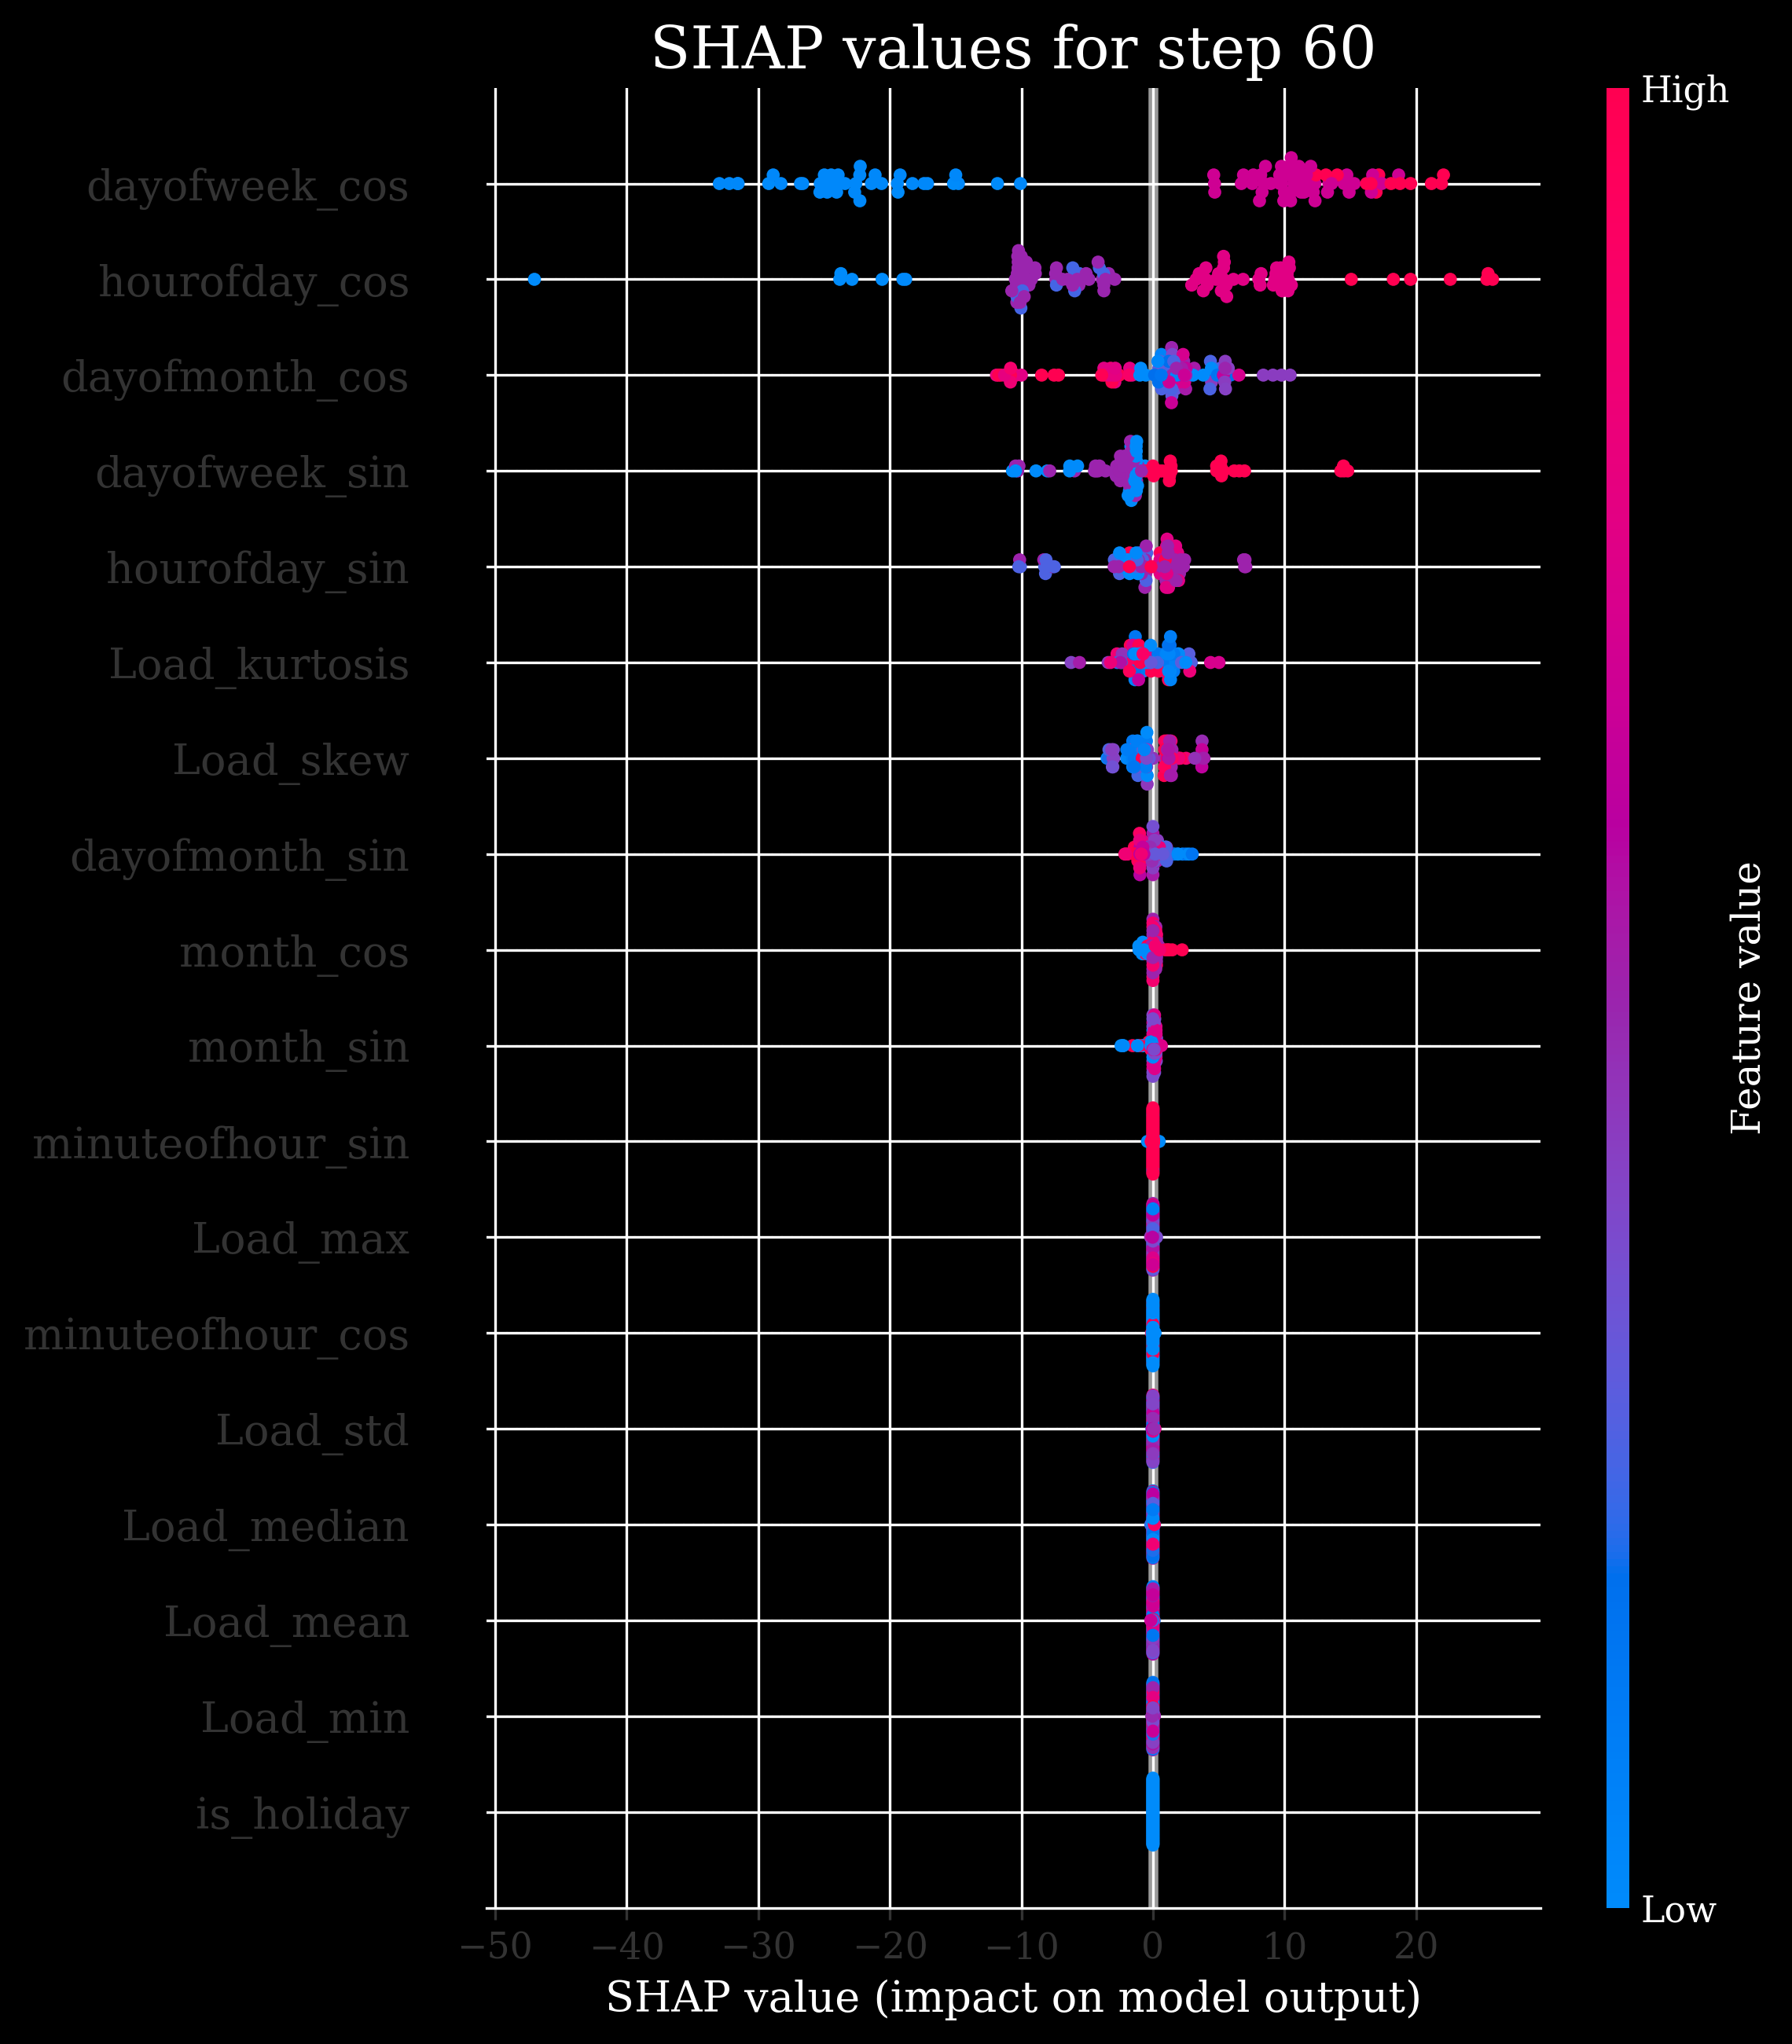 SHAP values for step 60
High
dayofweek_cos
hourofday_cos
dayofmonth_cos
dayofweek_sin
hourofday_sin
Load_kurtosis
Load_skew
dayofmonth_sin
month_cos
month_sin
minuteofhour_sin
Load_max
minuteofhour_cos
Load_std
Load_median
Load_mean
Load_min
is_holiday
Feature value
Low
−50 −40 −30 −20 −10 0 10 20
SHAP value (impact on model output)